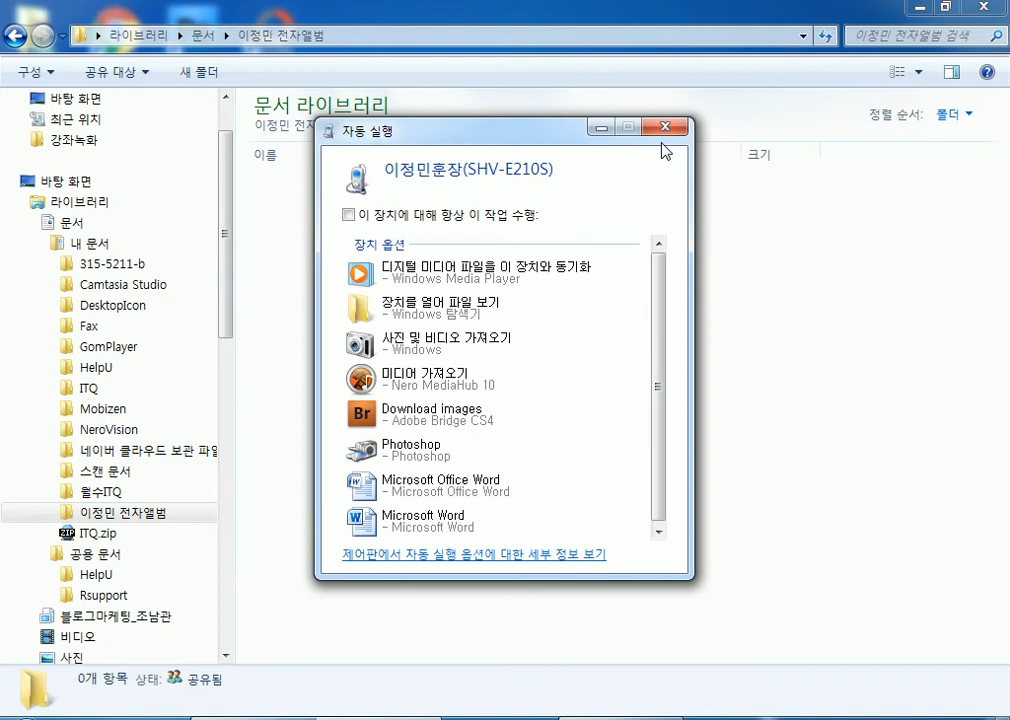 라이브러리 ▸ 문서 ▸ 이정민 전자앨범
이정민 전자앨범 검색
구성 공유 대상 새 폴더
바탕 화면
최근 위치
강좌녹화
바탕 화면
라이브러리
문서
내 문서
315-5211-b
Camtasia Studio
DesktopIcon
Fax
GomPlayer
HelpU
ITQ
Mobizen
NeroVision
네이버 클라우드 보관 파일
스캔 문서
월수ITQ
이정민 전자앨범
ITQ.zip
공용 문서
HelpU
Rsupport
블로그마케팅_조남관
비디오
사진
문서 라이브러리
이정민 전자
정렬 순서: 폴더
이름
크기
자동 실행
이정민훈장(SHV-E210S)
이 장치에 대해 항상 이 작업 수행:
장치 옵션
디지털 미디어 파일을 이 장치와 동기화
- Windows Media Player
장치를 열어 파일 보기
- Windows 탐색기
사진 및 비디오 가져오기
- Windows
미디어 가져오기
- Nero MediaHub 10
Br
Download images
- Adobe Bridge CS4
Photoshop
- Photoshop
Microsoft Office Word
- Microsoft Office Word
Microsoft Word
- Microsoft Word
제어판에서 자동 실행 옵션에 대한 세부 정보 보기
0개 항목 상태: 공유됨